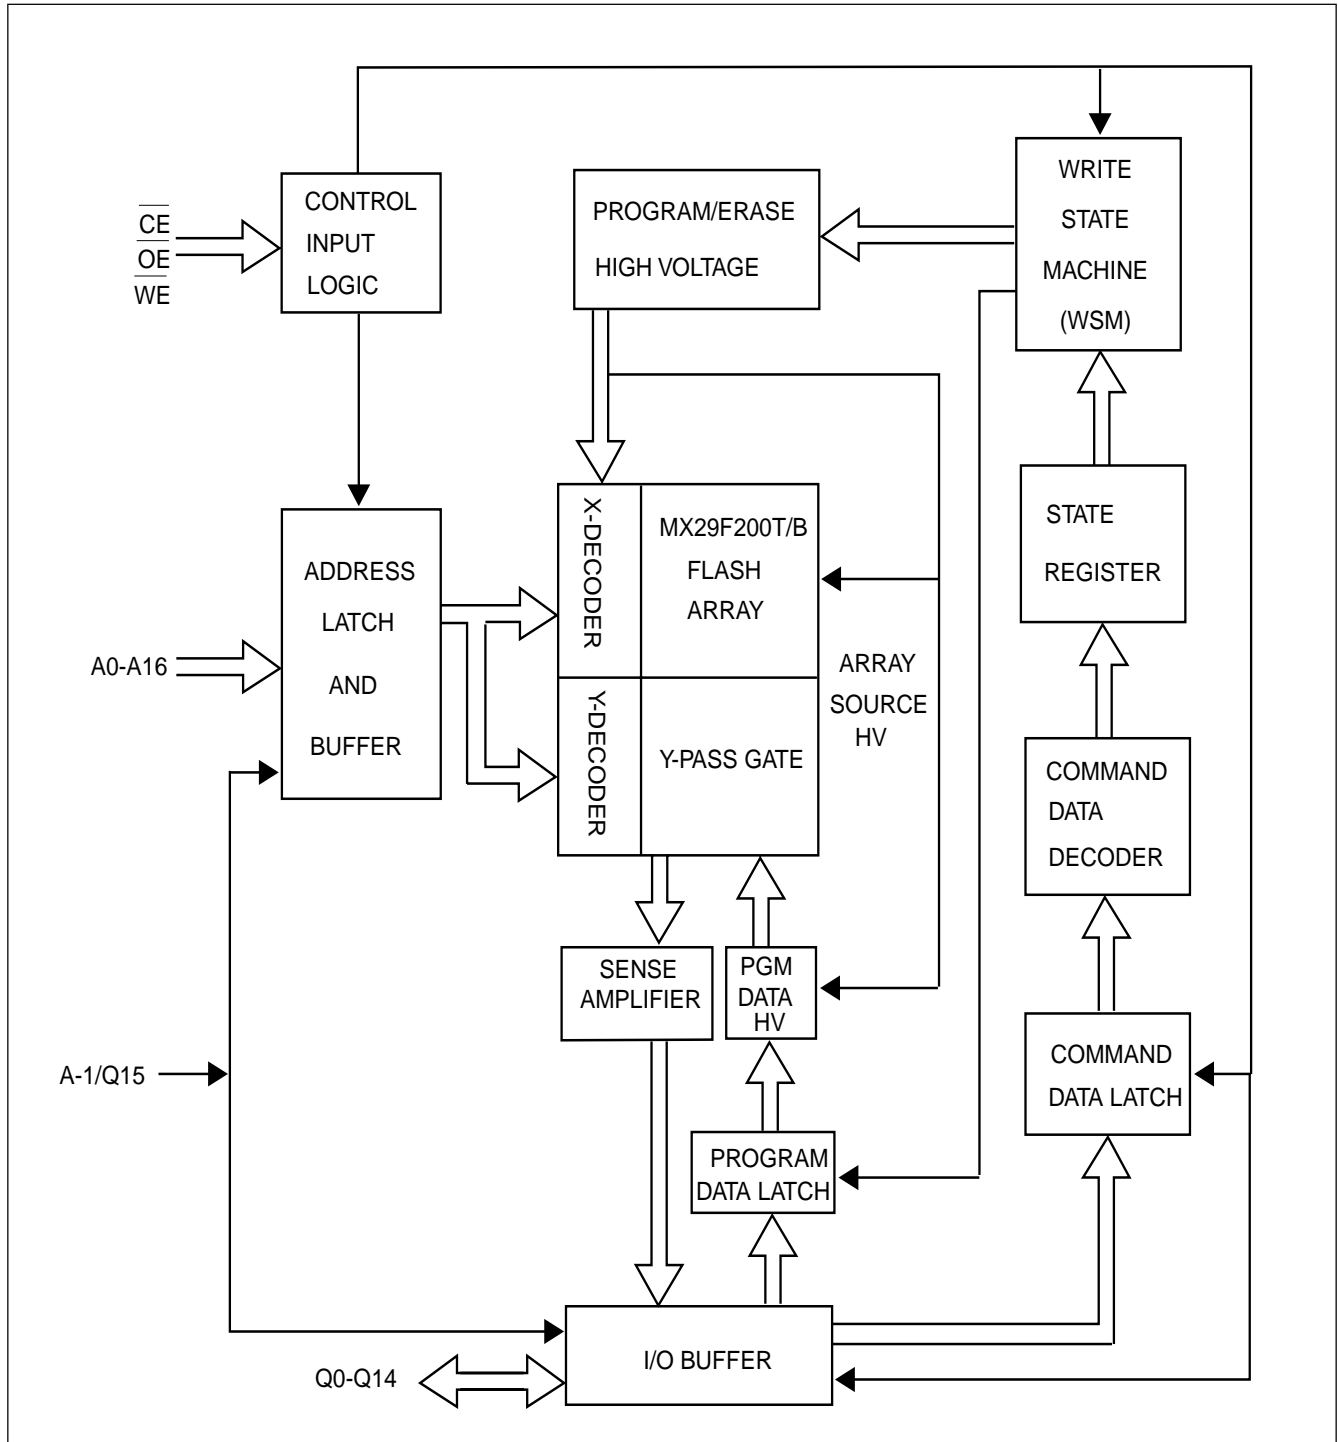 CE
OE
WE
CONTROL
INPUT
LOGIC
PROGRAM/ERASE
HIGH VOLTAGE
WRITE
STATE
MACHINE
(WSM)
A0-A16
ADDRESS
LATCH
AND
BUFFER
X-DECODER
MX29F200T/B
FLASH
ARRAY
Y-DECODER
Y-PASS GATE
ARRAY
SOURCE
HV
STATE
REGISTER
COMMAND
DATA
DECODER
SENSE
AMPLIFIER
PGM
DATA
HV
COMMAND
DATA LATCH
A-1/Q15
PROGRAM
DATA LATCH
Q0-Q14
I/O BUFFER